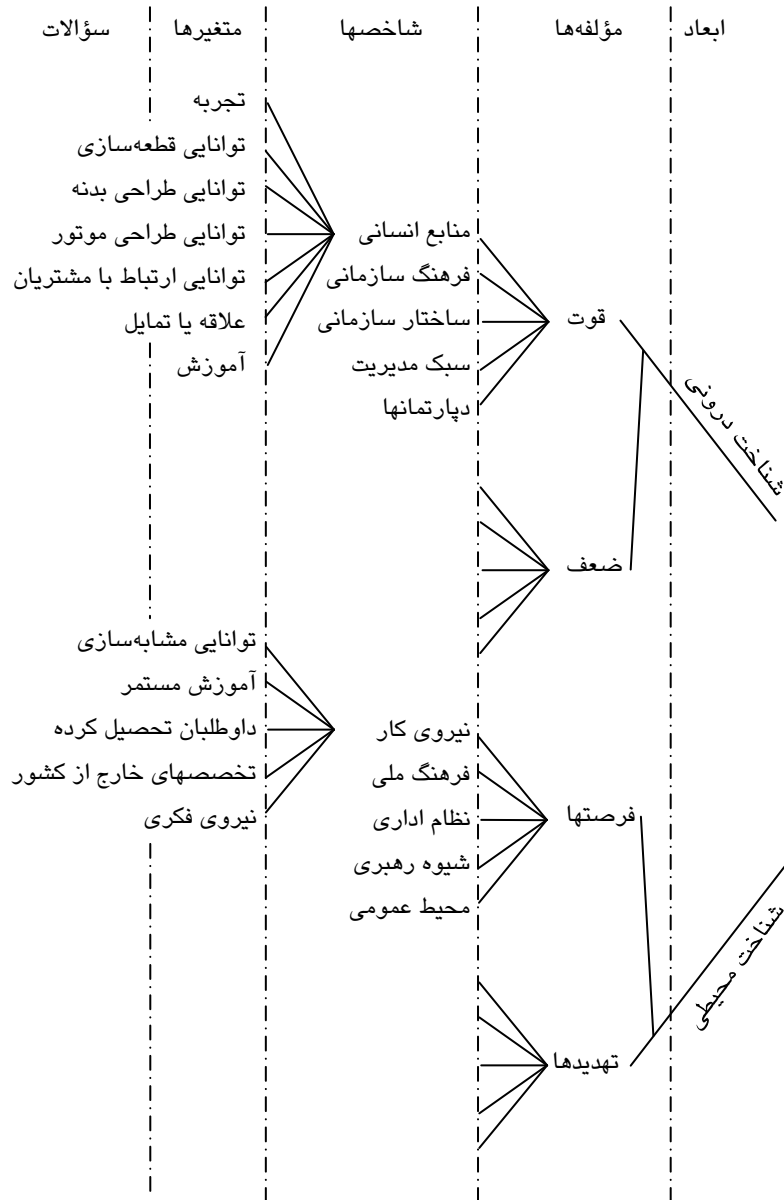 ابعاد
مؤلفه‌ها
شاخصها
متغیرها
سؤالات
شناخت درونی
قوت
منابع انسانی
فرهنگ سازمانی
ساختار سازمانی
سبک مدیریت
دپارتمانها
تجربه
توانایی قطعه‌سازی
توانایی طراحی بدنه
توانایی طراحی موتور
توانایی ارتباط با مشتریان
علاقه یا تمایل
آموزش
ضعف
شناخت محیطی
فرصتها
نیروی کار
فرهنگ ملی
نظام اداری
شیوه رهبری
محیط عمومی
توانایی مشابه‌سازی
آموزش مستمر
داوطلبان تحصیل کرده
تخصصهای خارج از کشور
نیروی فکری
تهدیدها